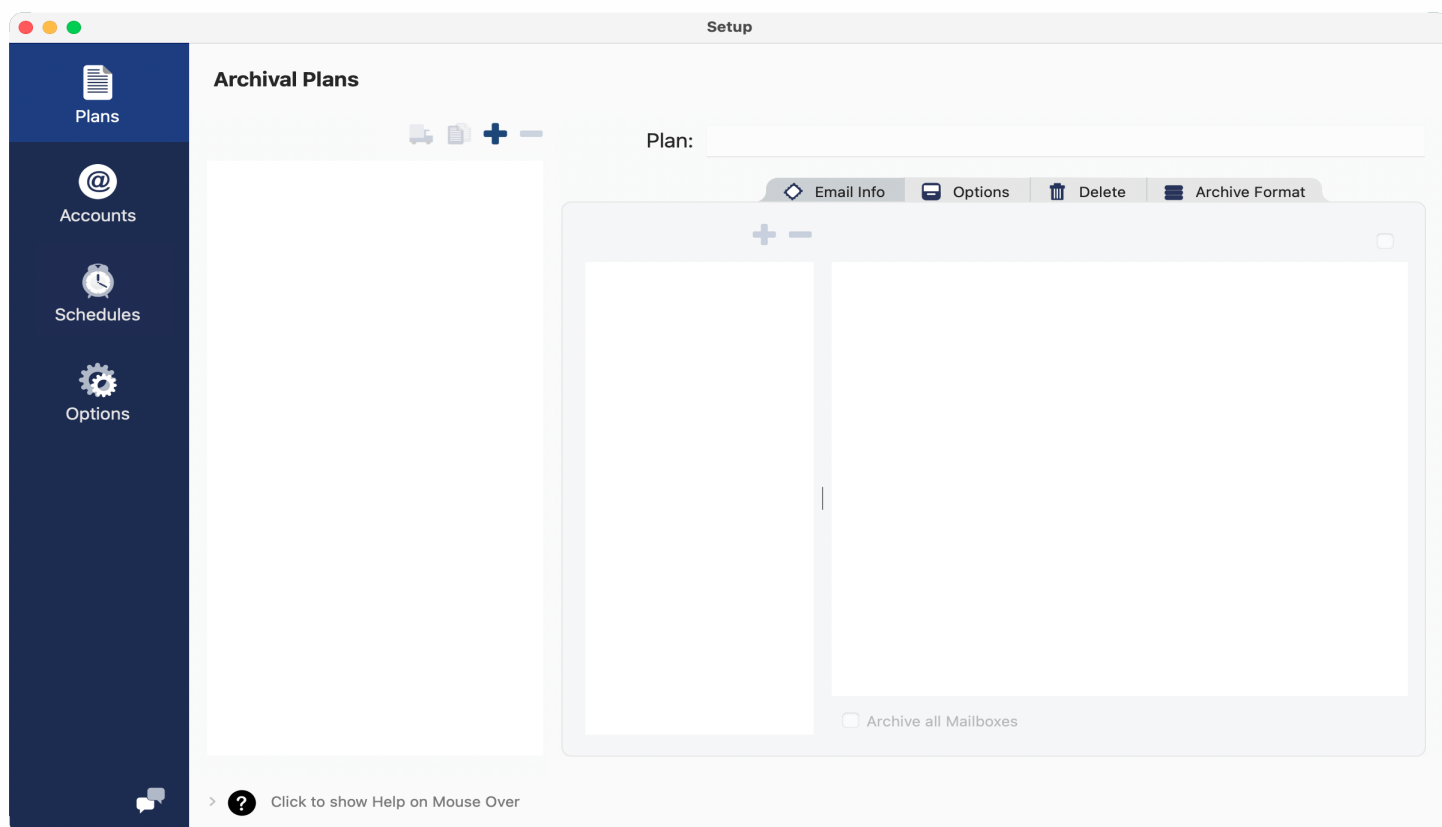 Setup
Plans
Accounts
Schedules
Options
Archival Plans
Plan:
Email Info
Options
Delete
Archive Format
Archive all Mailboxes
Click to show Help on Mouse Over